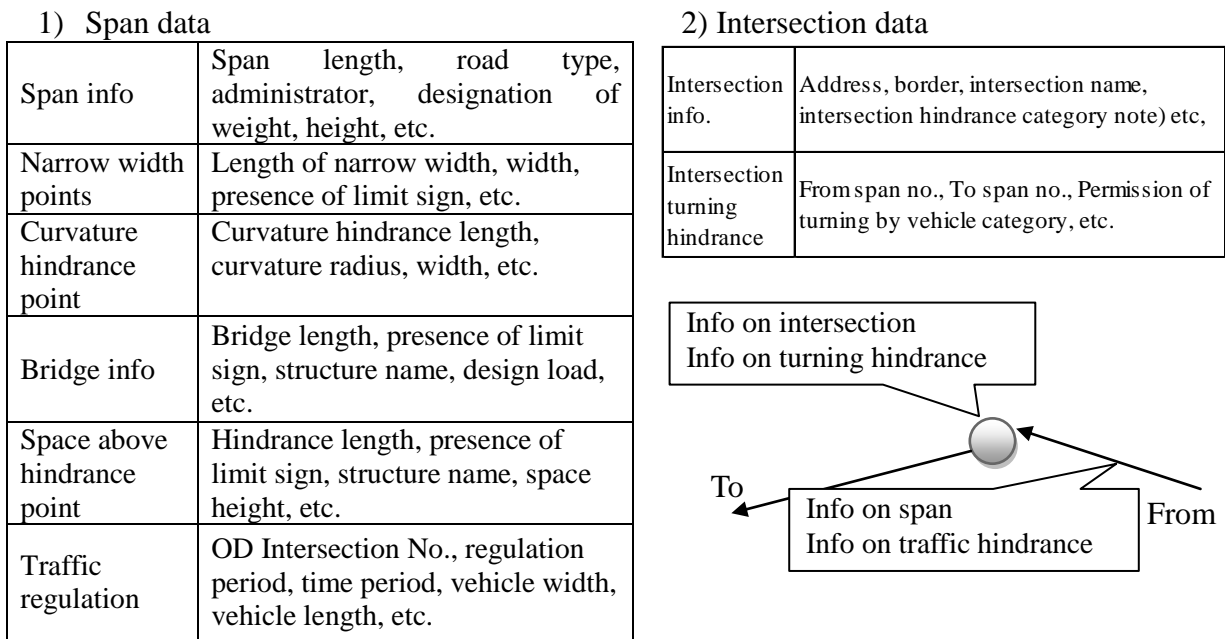 1) Span data
Span info
Span length, road type,
administrator, designation of
weight, height, etc.
Narrow width
points
Length of narrow width, width,
presence of limit sign, etc.
Curvature
hindrance
point
Curvature hindrance length,
curvature radius, width, etc.
Bridge info
Bridge length, presence of limit
sign, structure name, design load,
etc.
Space above
hindrance
point
Hindrance length, presence of
limit sign, structure name, space
height, etc.
Traffic
regulation
OD Intersection No., regulation
period, time period, vehicle width,
vehicle length, etc.
2) Intersection data
Intersection
info.
Address, border, intersection name,
intersection hindrance category note) etc,
Intersection
turning
hindrance
From span no., To span no., Permission of
turning by vehicle category, etc.
Info on intersection
Info on turning hindrance
To
Info on span
Info on traffic hindrance
From